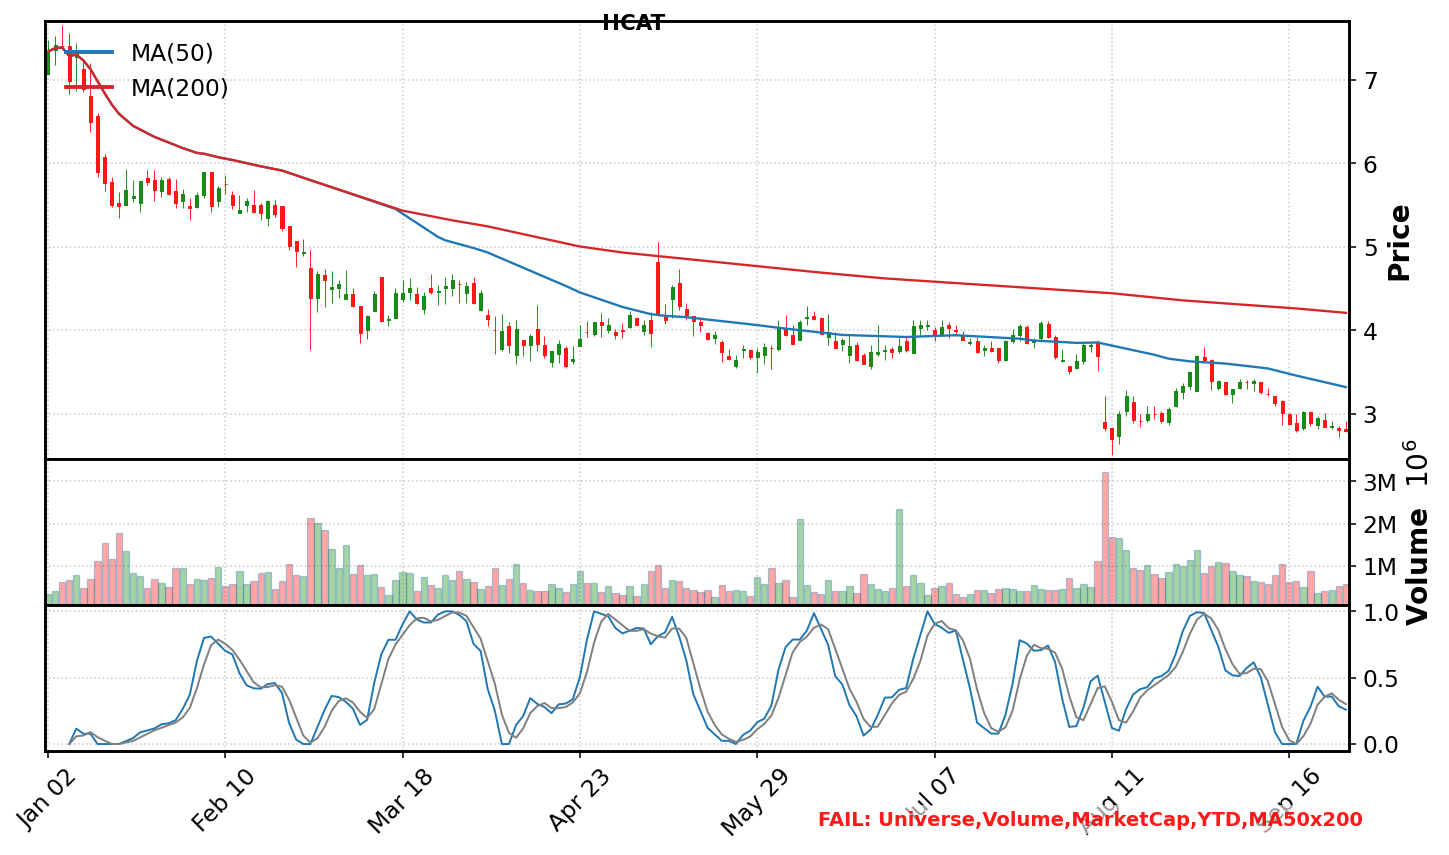 HCAT
MA(50)
MA(200)
7
6
5
4
3
Price
3M
2M
1M
Volume 10^6
1.0
0.5
0.0
Jan 02
Feb 10
Mar 18
Apr 23
May 29
Jul 07
Aug 11
Sep 16
FAIL: Universe,Volume,MarketCap,YTD,MA50x200